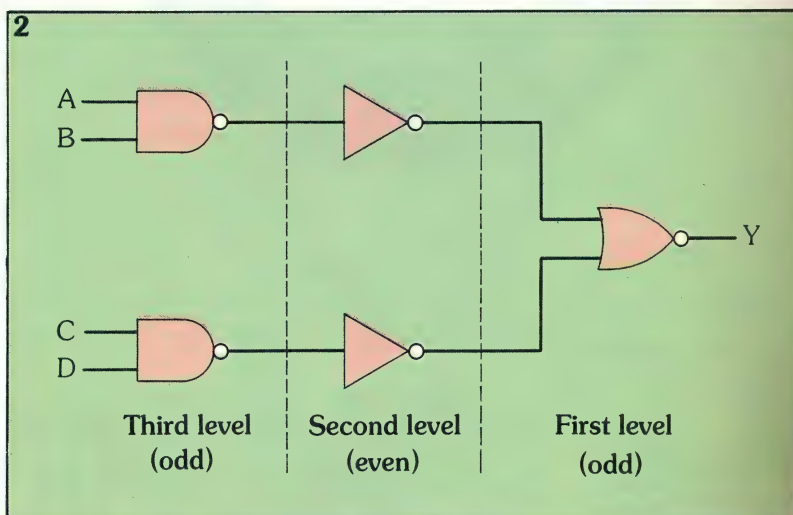 2
A
B
Y
C
D
Third level
(odd)
Second level
(even)
First level
(odd)